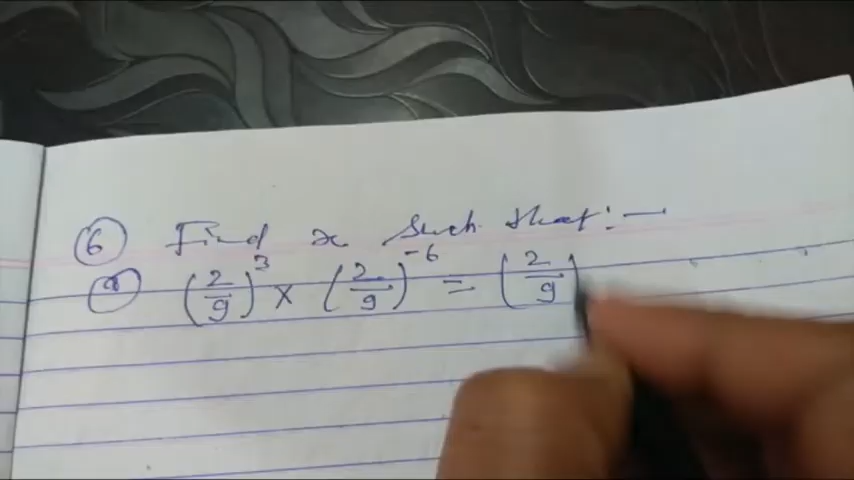 6 Find x such that :-
a (2/9)^3 × (2/9)^-6 = (2/9)